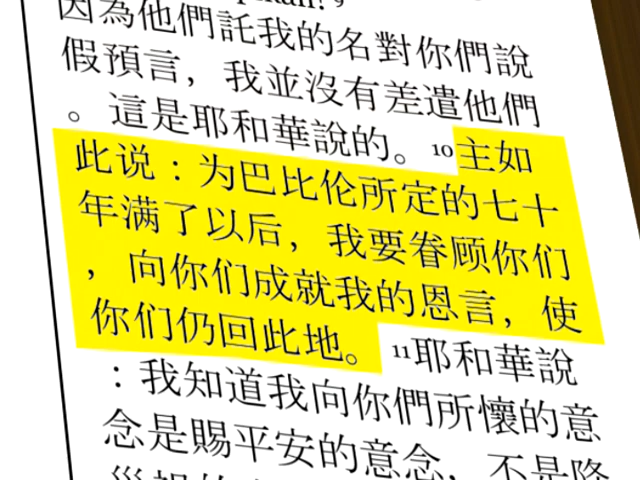 因為他們託我的名對你們說
假預言，我並沒有差遣他們
。這是耶和華說的。10主如
此说：为巴比伦所定的七十
年满了以后，我要眷顾你们
，向你们成就我的恩言，使
你们仍回此地。11耶和華說
：我知道我向你們所懷的意
念是賜平安的意念，不是降